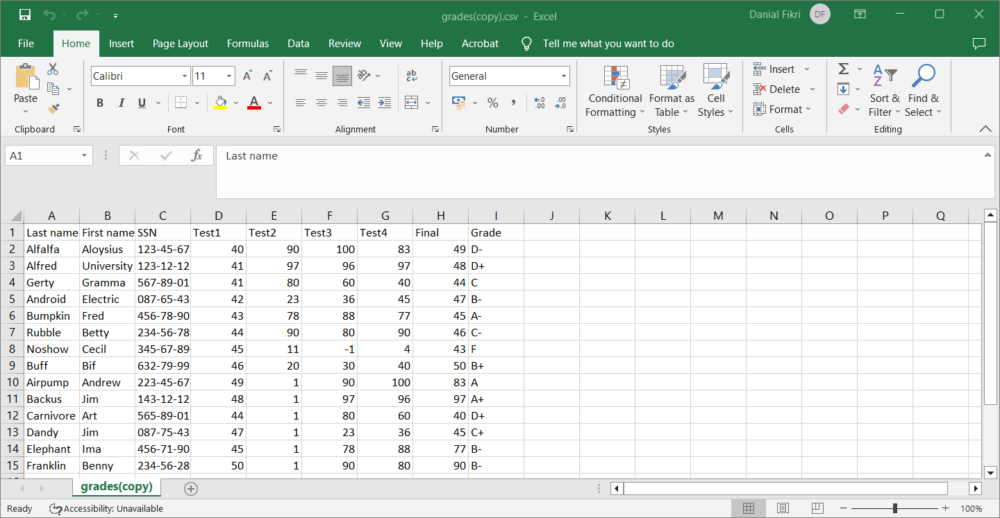 grades(copy).csv - Excel
Danial Fikri DF
File Home Insert Page Layout Formulas Data Review View Help Acrobat Tell me what you want to do
Calibri 11 General
Paste
B I U A % ,
ab
Conditional Formatting
Format as Table
Cell Styles
Insert
Delete
Format
Sort & Filter
Find & Select
Clipboard Font Alignment Number Styles Cells Editing
A1 fx Last name
A B C D E F G H I J K L M N O P Q
1 Last name First name SSN Test1 Test2 Test3 Test4 Final Grade
2 Alfalfa Aloysius 123-45-67 40 90 100 83 49 D-
3 Alfred University 123-12-12 41 97 96 97 48 D+
4 Gerty Gramma 567-89-01 41 80 60 40 44 C
5 Android Electric 087-65-43 42 23 36 45 47 B-
6 Bumpkin Fred 456-78-90 43 78 88 77 45 A-
7 Rubble Betty 234-56-78 44 90 80 90 46 C-
8 Noshow Cecil 345-67-89 45 11 -1 4 43 F
9 Buff Bif 632-79-99 46 20 30 40 50 B+
10 Airpump Andrew 223-45-67 49 1 90 100 83 A
11 Backus Jim 143-12-12 48 1 97 96 97 A+
12 Carnivore Art 565-89-01 44 1 80 60 40 D+
13 Dandy Jim 087-75-43 47 1 23 36 45 C+
14 Elephant Ima 456-71-90 45 1 78 88 77 B-
15 Franklin Benny 234-56-28 50 1 90 80 90 B-
grades(copy)
Ready Accessibility: Unavailable 100%